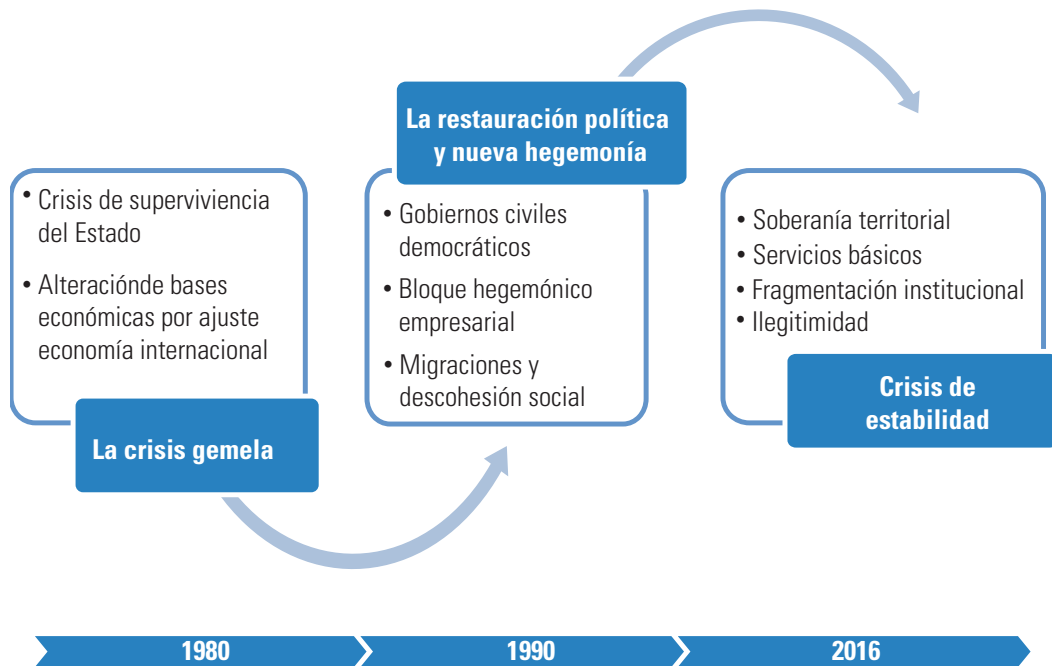 • Crisis de superviviencia
del Estado
• Alteraciónde bases
económicas por ajuste
economía internacional
La crisis gemela
La restauración política
y nueva hegemonía
• Gobiernos civiles
democráticos
• Bloque hegemónico
empresarial
• Migraciones y
descohesión social
• Soberanía territorial
• Servicios básicos
• Fragmentación institucional
• Ilegitimidad
Crisis de
estabilidad
1980
1990
2016